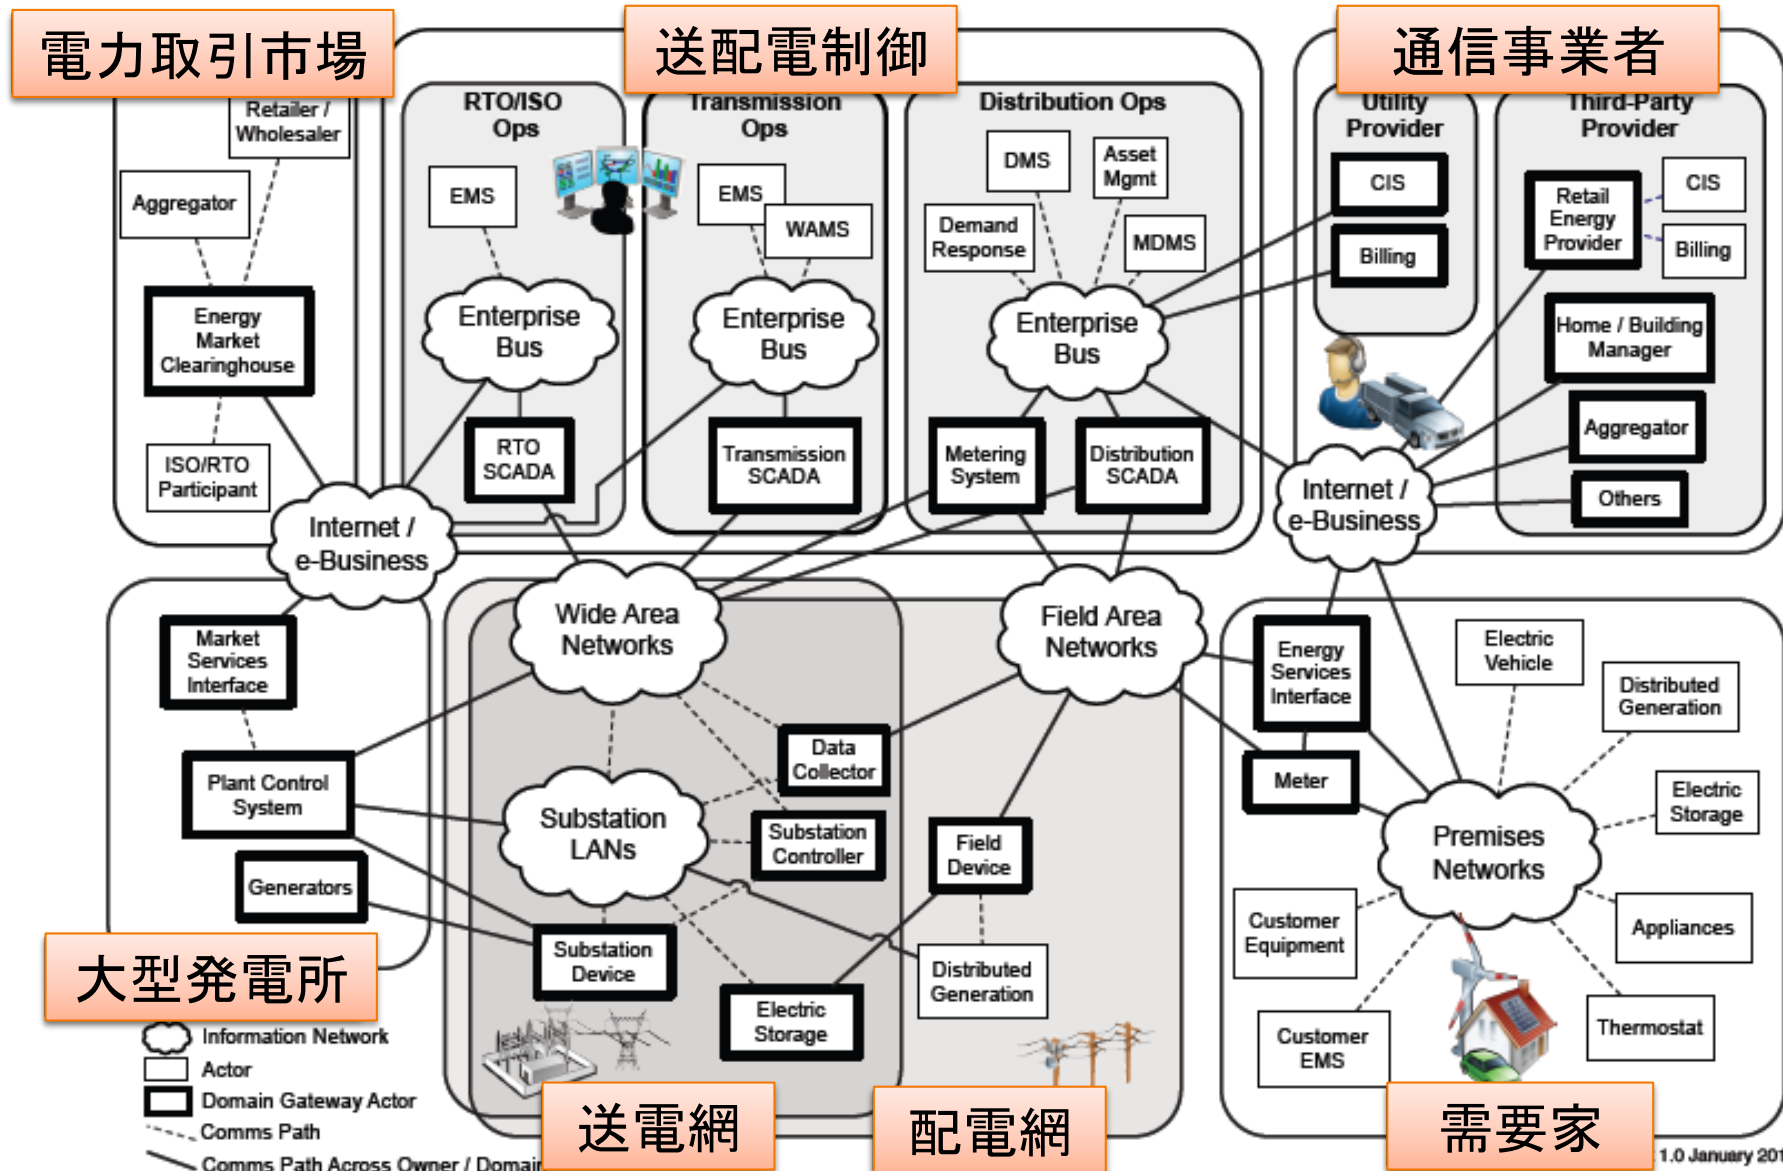 電力取引市場
送配電制御
通信事業者
Retailer /
Wholesaler
Aggregator
Energy
Market
Clearinghouse
ISO/RTO
Participant
Internet /
e-Business
RTO/ISO
Ops
EMS
Enterprise
Bus
RTO
SCADA
Transmission
Ops
EMS
WAMS
Enterprise
Bus
Transmission
SCADA
Distribution Ops
DMS
Asset
Mgmt
Demand
Response
MDMS
Enterprise
Bus
Metering
System
Distribution
SCADA
Utility
Provider
CIS
Billing
Third-Party
Provider
Retail
Energy
Provider
CIS
Billing
Home / Building
Manager
Aggregator
Others
Internet /
e-Business
Market
Services
Interface
Plant Control
System
Generators
大型発電所
Wide Area
Networks
Data
Collector
Substation
LANs
Substation
Controller
Substation
Device
Electric
Storage
Field Area
Networks
Field
Device
Distributed
Generation
Energy
Services
Interface
Meter
Electric
Vehicle
Distributed
Generation
Electric
Storage
Premises
Networks
Customer
Equipment
Appliances
Customer
EMS
Thermostat
Information Network
Actor
Domain Gateway Actor
Comms Path
Comms Path Across Owner / Domain
送電網
配電網
需要家
1.0 January 201